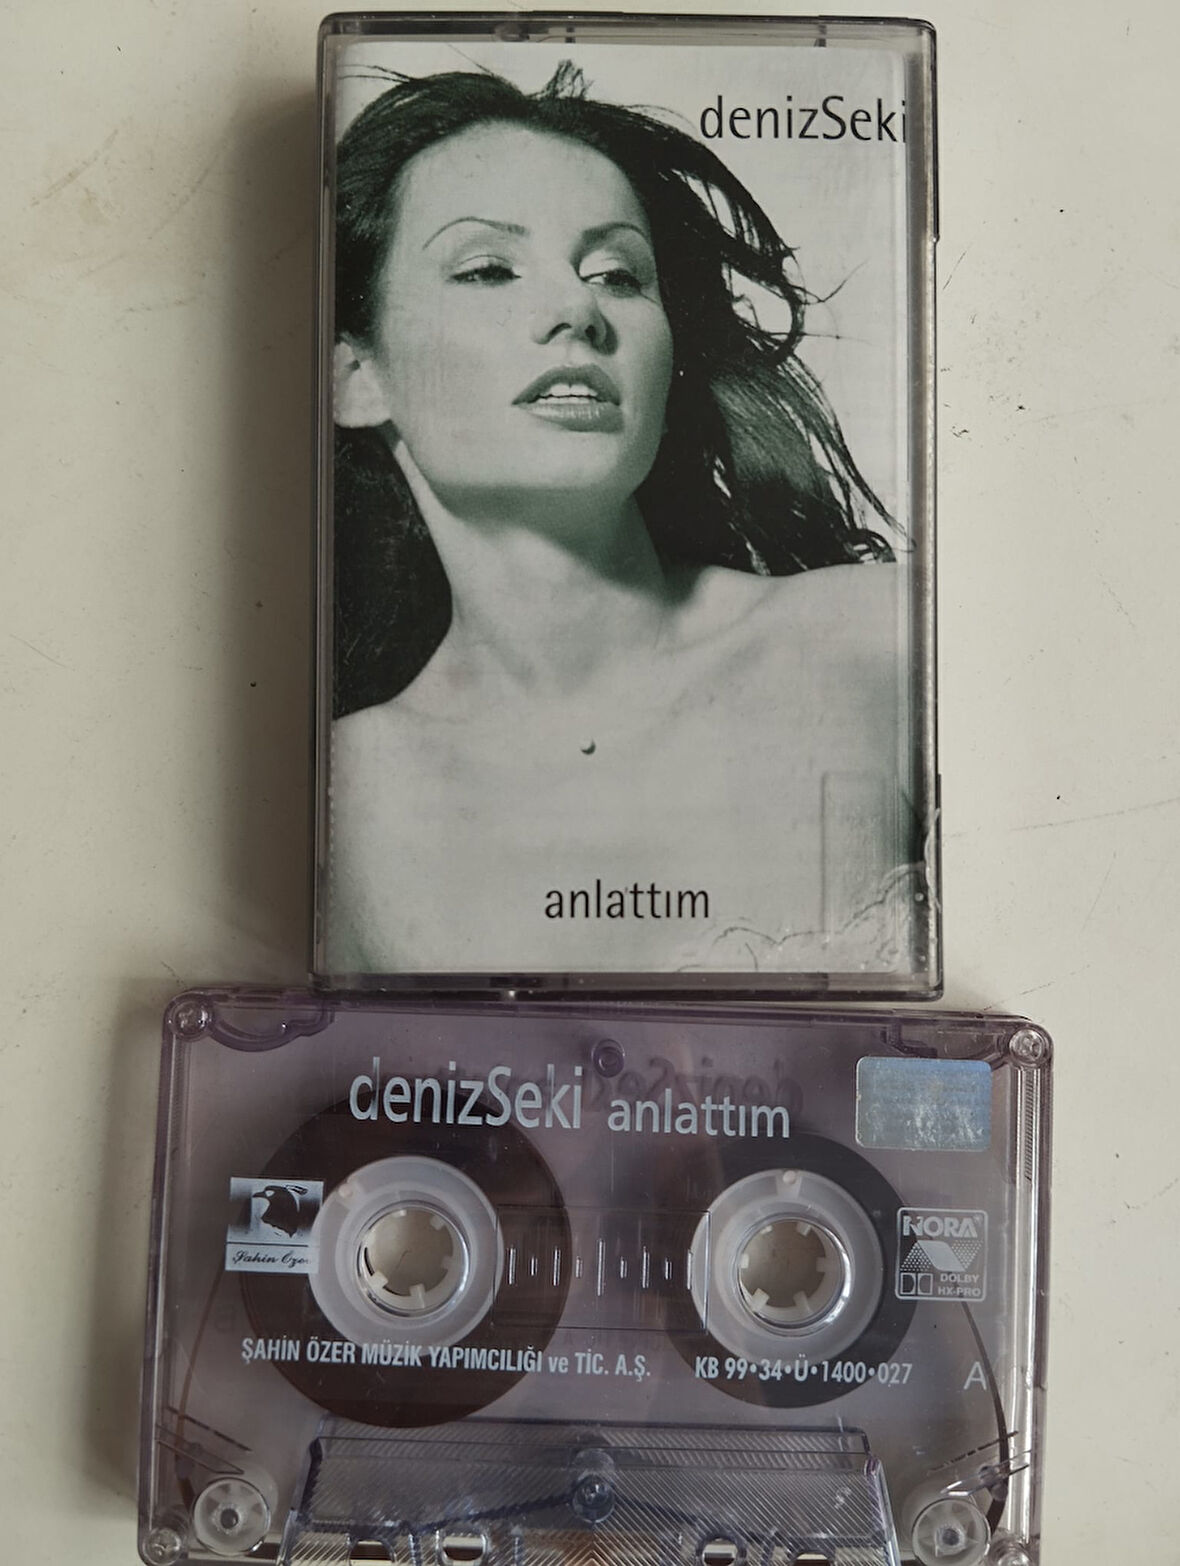 denizSeki
anlattım
denizSeki anlattım
Şahin Özer
NORA
DOLBY
HX-PRO
ŞAHİN ÖZER MÜZİK YAPIMCILIĞI ve TİC. A.Ş.
KB 99•34•Ü•1400•027
A